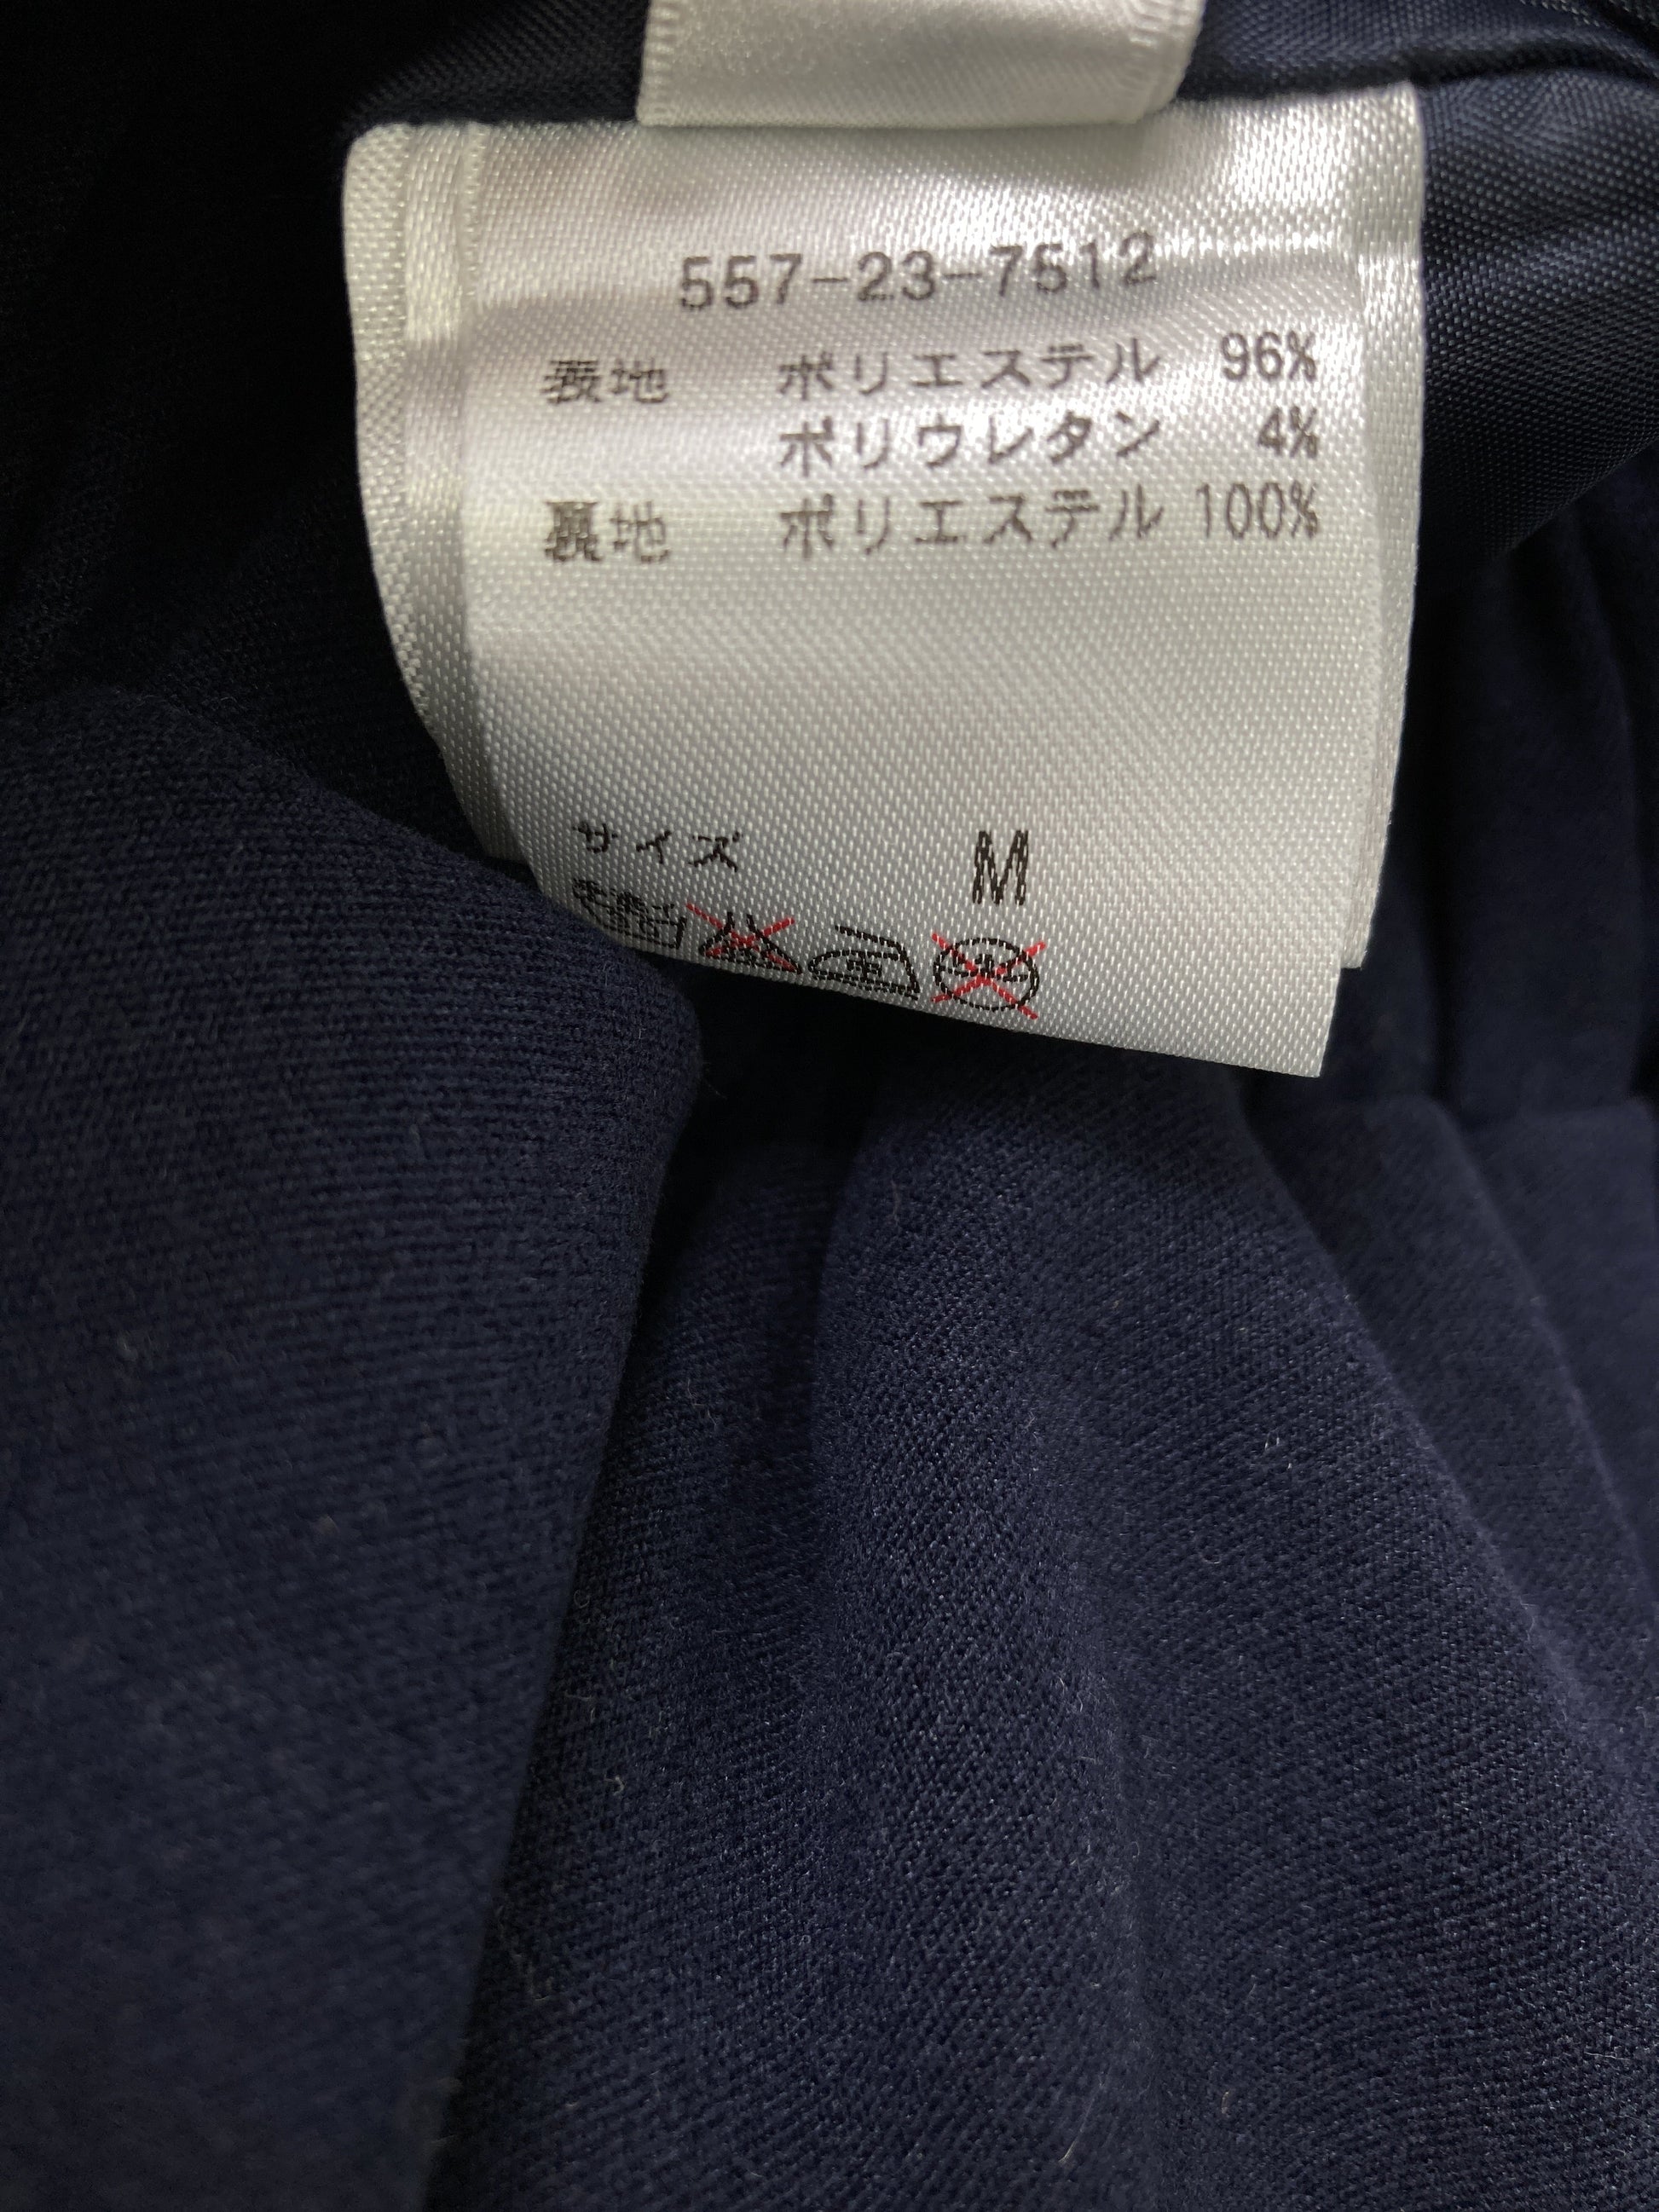 557-23-7512
表地 ポリエステル 96%
ポリウレタン 4%
裏地 ポリエステル 100%
サイズ M